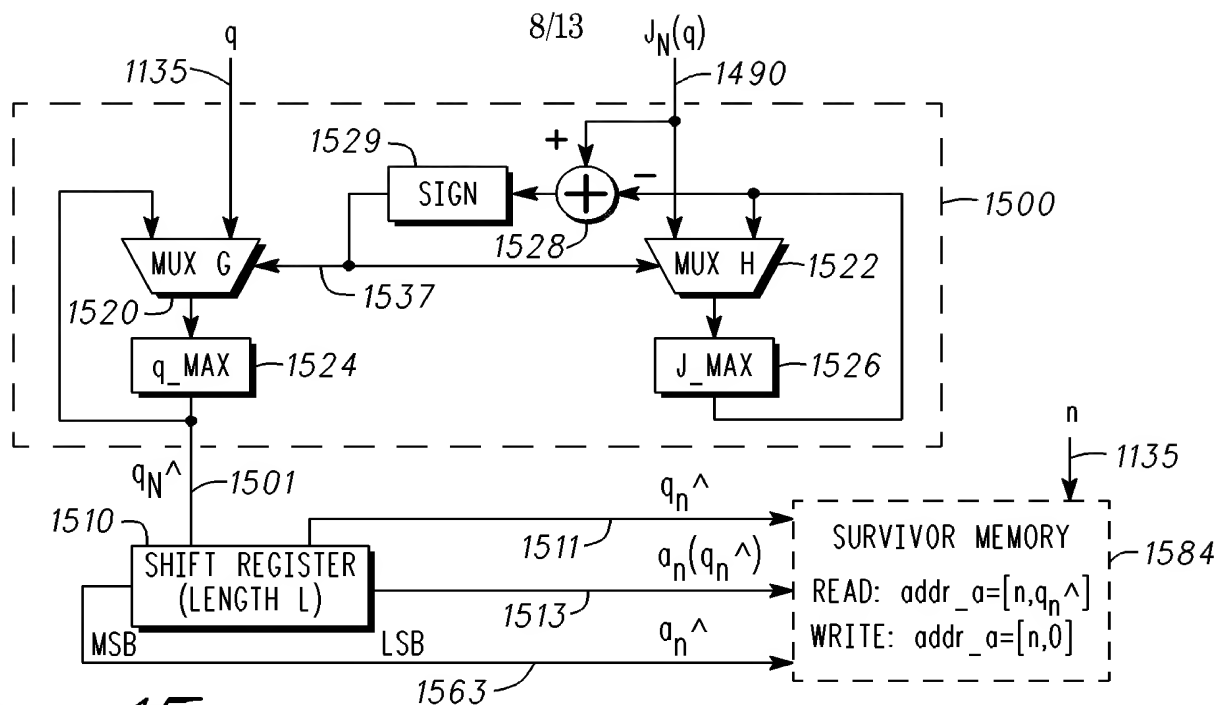 8/13
q
J_N(q)
1135
1490
1529
+
SIGN
+
−
1528
1500
MUX G
MUX H
1522
1520
1537
q_MAX
1524
J_MAX
1526
n
1135
q_N^
1501
1510
q_n^
1511
SHIFT REGISTER
(LENGTH L)
a_n(q_n^)
1513
SURVIVOR MEMORY
1584
READ: addr_a=[n,q_n^]
WRITE: addr_a=[n,0]
MSB
LSB
a_n^
1563